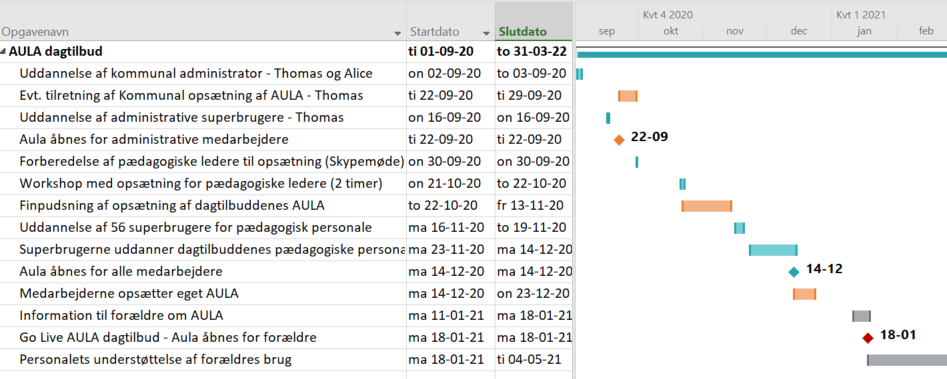 Kvt 4 2020 Kvt 1 2021
Opgavenavn Startdato Slutdato sep okt nov dec jan feb
AULA dagtilbud ti 01-09-20 to 31-03-22
Uddannelse af kommunal administrator - Thomas og Alice on 02-09-20 to 03-09-20
Evt. tilretning af Kommunal opsætning af AULA - Thomas ti 22-09-20 ti 29-09-20
Uddannelse af administrative superbrugere - Thomas on 16-09-20 on 16-09-20
Aula åbnes for administrative medarbejdere ti 22-09-20 ti 22-09-20 22-09
Forberedelse af pædagogiske ledere til opsætning (Skypemøde) on 30-09-20 on 30-09-20
Workshop med opsætning for pædagogiske ledere (2 timer) on 21-10-20 to 22-10-20
Finpudsning af opsætning af dagtilbuddenes AULA to 22-10-20 fr 13-11-20
Uddannelse af 56 superbrugere for pædagogisk personale ma 16-11-20 to 19-11-20
Superbrugerne uddanner dagtilbuddenes pædagogiske persona ma 23-11-20 ma 14-12-20
Aula åbnes for alle medarbejdere ma 14-12-20 ma 14-12-20 14-12
Medarbejderne opsætter eget AULA ma 14-12-20 on 23-12-20
Information til forældre om AULA ma 11-01-21 ma 18-01-21
Go Live AULA dagtilbud - Aula åbnes for forældre ma 18-01-21 ma 18-01-21 18-01
Personalets understøttelse af forældres brug ma 18-01-21 ti 04-05-21